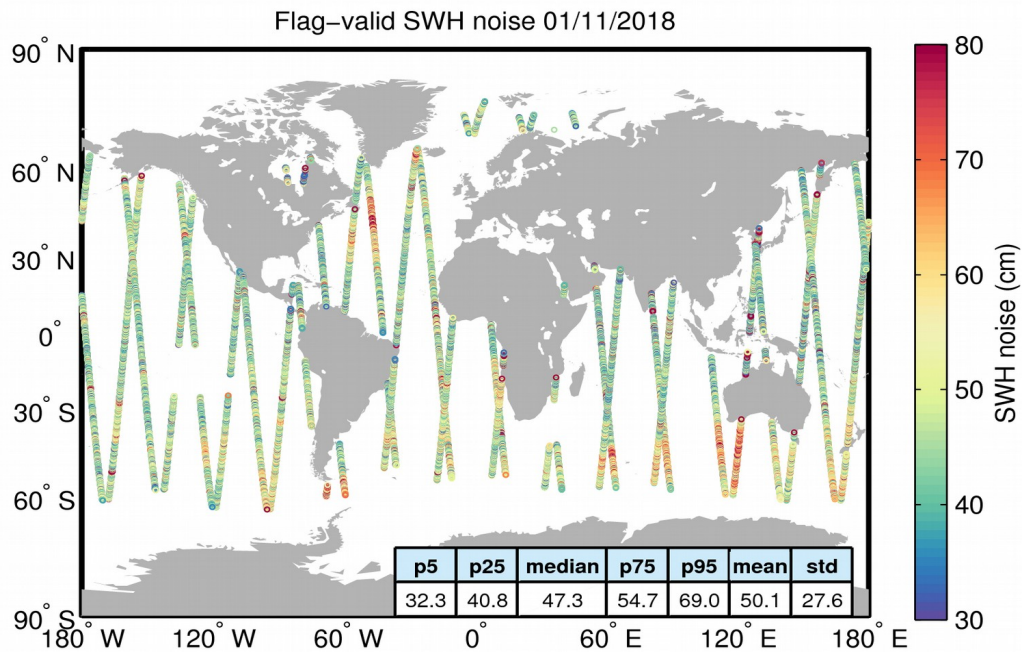 Flag−valid SWH noise 01/11/2018
90° N
60° N
30° N
0°
30° S
60° S
90° S
180° W
120° W
60° W
0°
60° E
120° E
180° E
80
70
60
50
40
30
SWH noise (cm)
p5 p25 median p75 p95 mean std
32.3 40.8 47.3 54.7 69.0 50.1 27.6